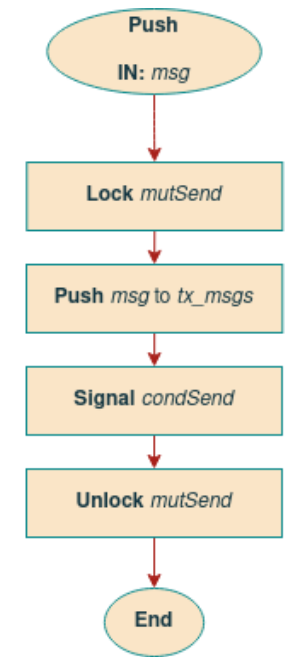 Push
IN: msg
Lock mutSend
Push msg to tx_msgs
Signal condSend
Unlock mutSend
End